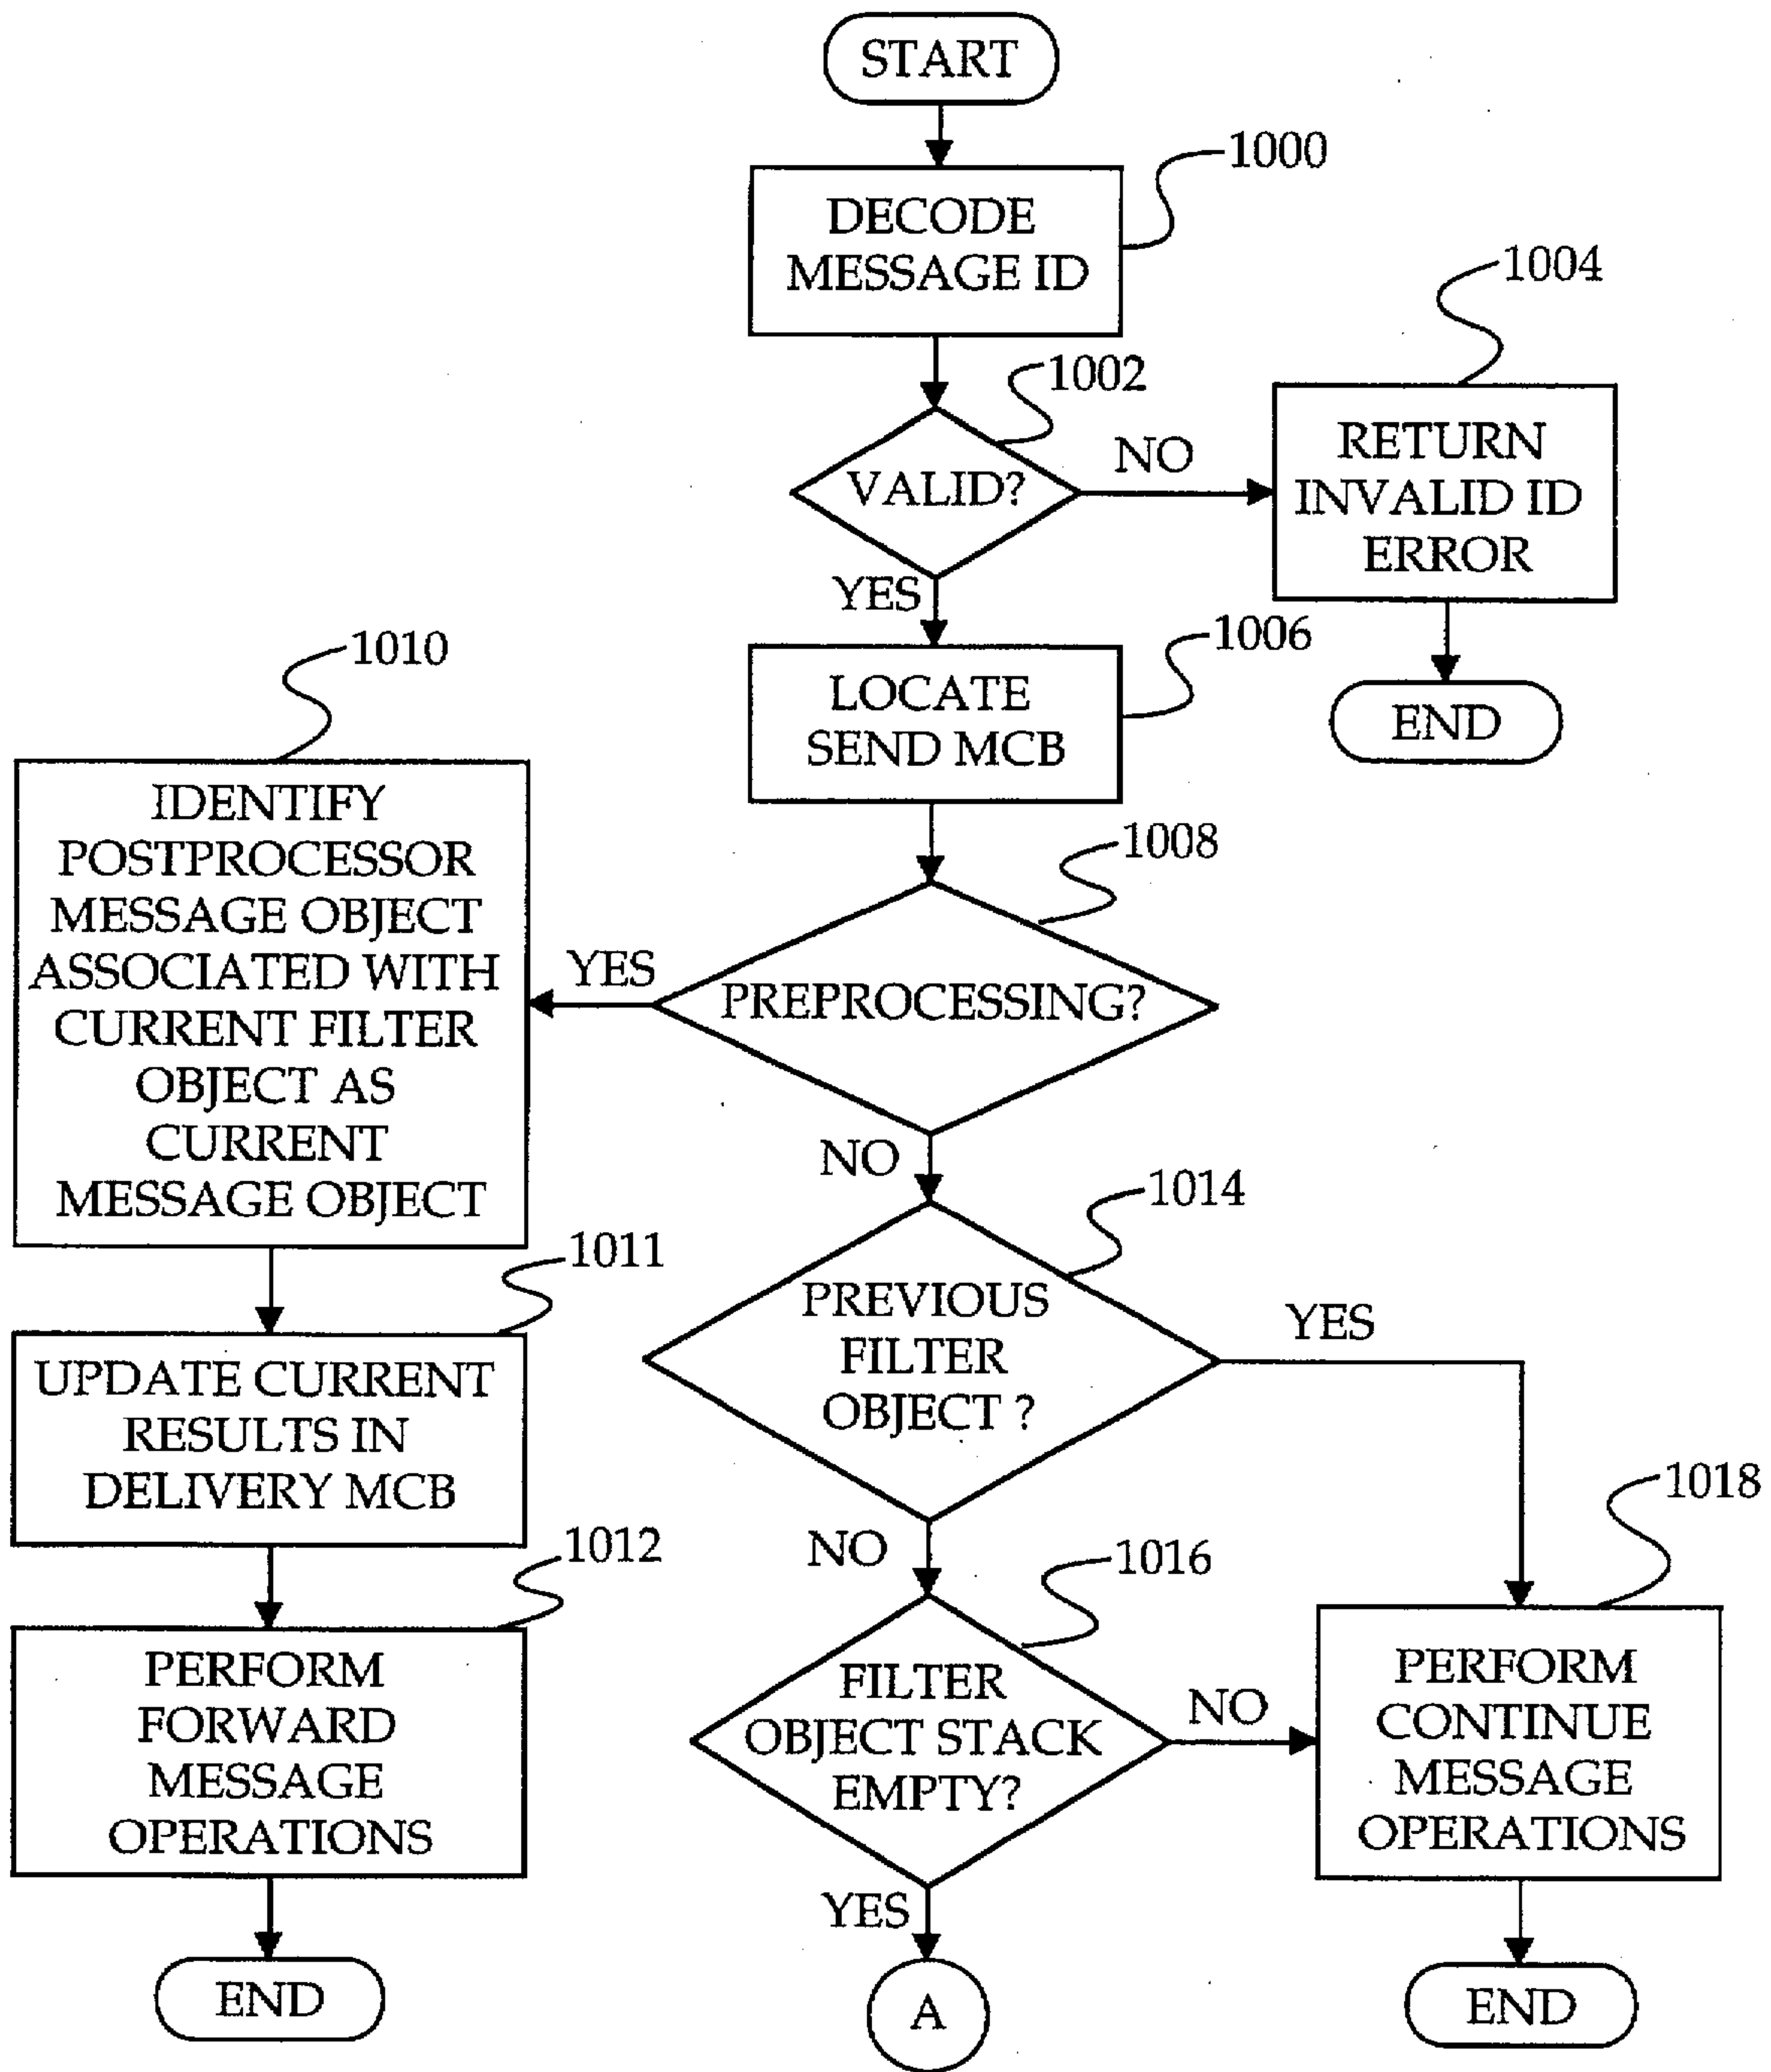 START
1000
DECODE
MESSAGE ID
1004
1002
VALID?
NO
RETURN
INVALID ID
ERROR
YES
1006
LOCATE
SEND MCB
END
1010
IDENTIFY
POSTPROCESSOR
MESSAGE OBJECT
ASSOCIATED WITH
CURRENT FILTER
OBJECT AS
CURRENT
MESSAGE OBJECT
1008
YES
PREPROCESSING?
NO
1014
1011
PREVIOUS
FILTER
OBJECT ?
YES
UPDATE CURRENT
RESULTS IN
DELIVERY MCB
1018
1012
NO
1016
PERFORM
FORWARD
MESSAGE
OPERATIONS
FILTER
OBJECT STACK
EMPTY?
NO
PERFORM
CONTINUE
MESSAGE
OPERATIONS
YES
END
A
END